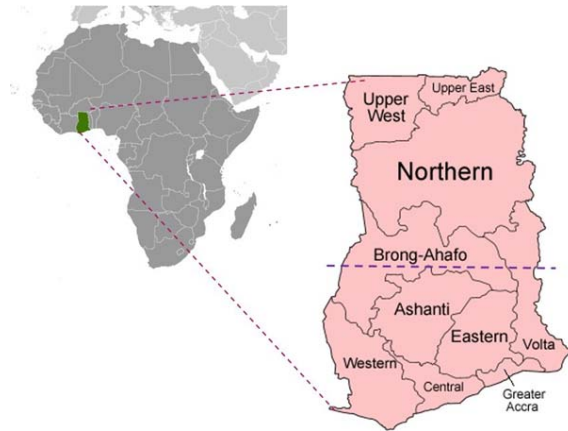 Upper East
Upper
West
Northern
Brong-Ahafo
Ashanti
Eastern
Volta
Western
Central
Greater
Accra